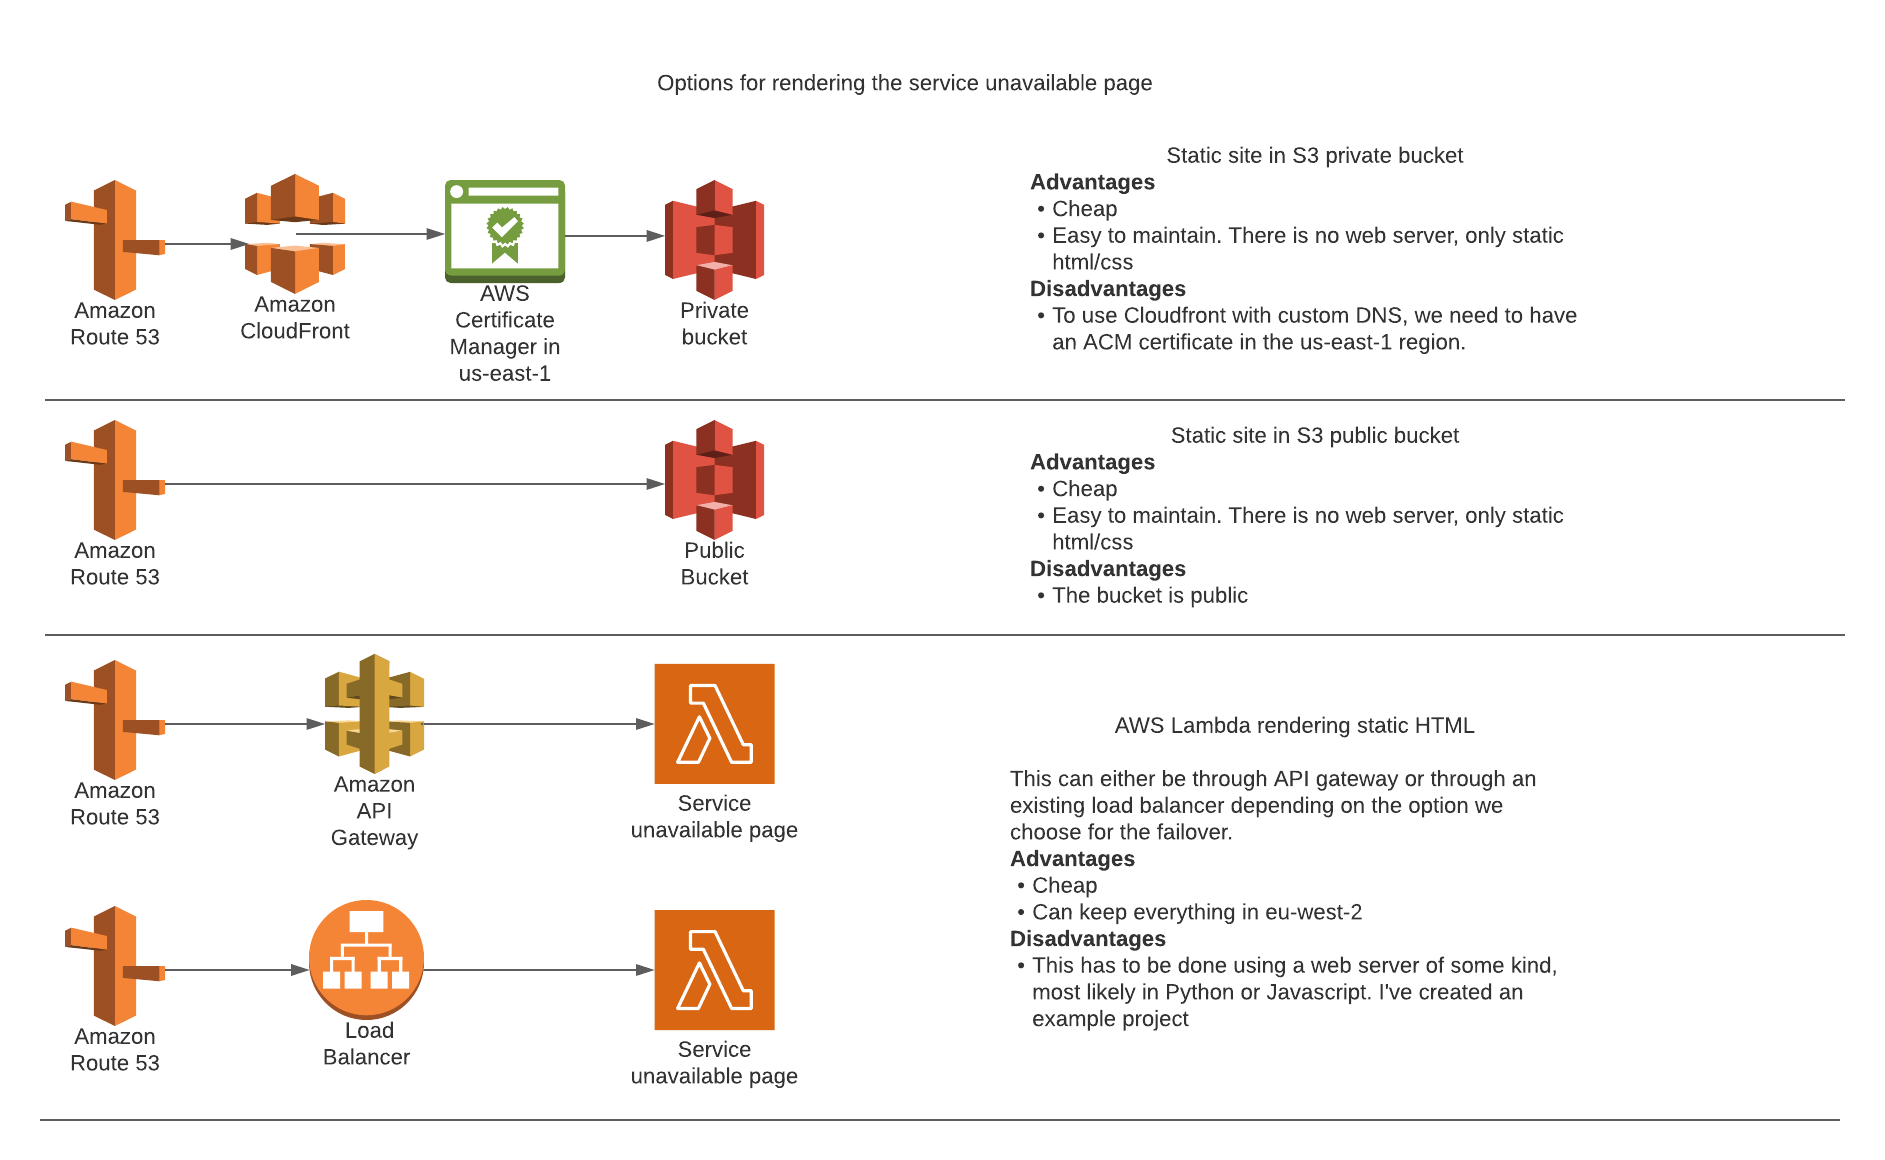 Options for rendering the service unavailable page
Amazon
Route 53
Amazon
CloudFront
AWS
Certificate
Manager in
us-east-1
Private
bucket
Static site in S3 private bucket
Advantages
• Cheap
• Easy to maintain. There is no web server, only static
html/css
Disadvantages
• To use Cloudfront with custom DNS, we need to have
an ACM certificate in the us-east-1 region.
Amazon
Route 53
Public
Bucket
Static site in S3 public bucket
Advantages
• Cheap
• Easy to maintain. There is no web server, only static
html/css
Disadvantages
• The bucket is public
Amazon
Route 53
Amazon
API
Gateway
Service
unavailable page
Amazon
Route 53
Load
Balancer
Service
unavailable page
AWS Lambda rendering static HTML
This can either be through API gateway or through an
existing load balancer depending on the option we
choose for the failover.
Advantages
• Cheap
• Can keep everything in eu-west-2
Disadvantages
• This has to be done using a web server of some kind,
most likely in Python or Javascript. I've created an
example project